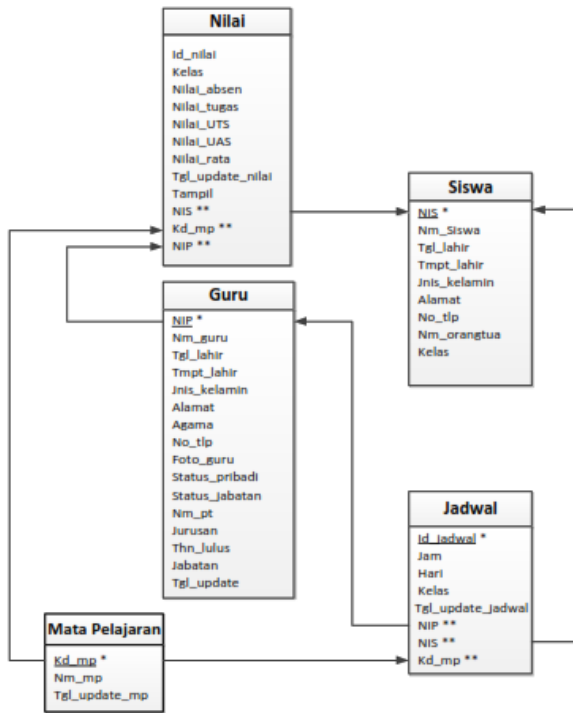 Nilai
Id_nilai
Kelas
Nilai_absen
Nilai_tugas
Nilai_UTS
Nilai_UAS
Nilai_rata
Tgl_update_nilai
Tampil
NIS **
Kd_mp **
NIP **
Siswa
NIS *
Nm_Siswa
Tgl_lahir
Tmpt_lahir
Jnis_kelamin
Alamat
No_tlp
Nm_orangtua
Kelas
Guru
NIP *
Nm_guru
Tgl_lahir
Tmpt_lahir
Jnis_kelamin
Alamat
Agama
No_tlp
Foto_guru
Status_pribadi
Status_jabatan
Nm_pt
Jurusan
Thn_lulus
Jabatan
Tgl_update
Jadwal
Id_jadwal *
Jam
Hari
Kelas
Tgl_update_jadwal
NIP **
NIS **
Kd_mp **
Mata Pelajaran
Kd_mp *
Nm_mp
Tgl_update_mp